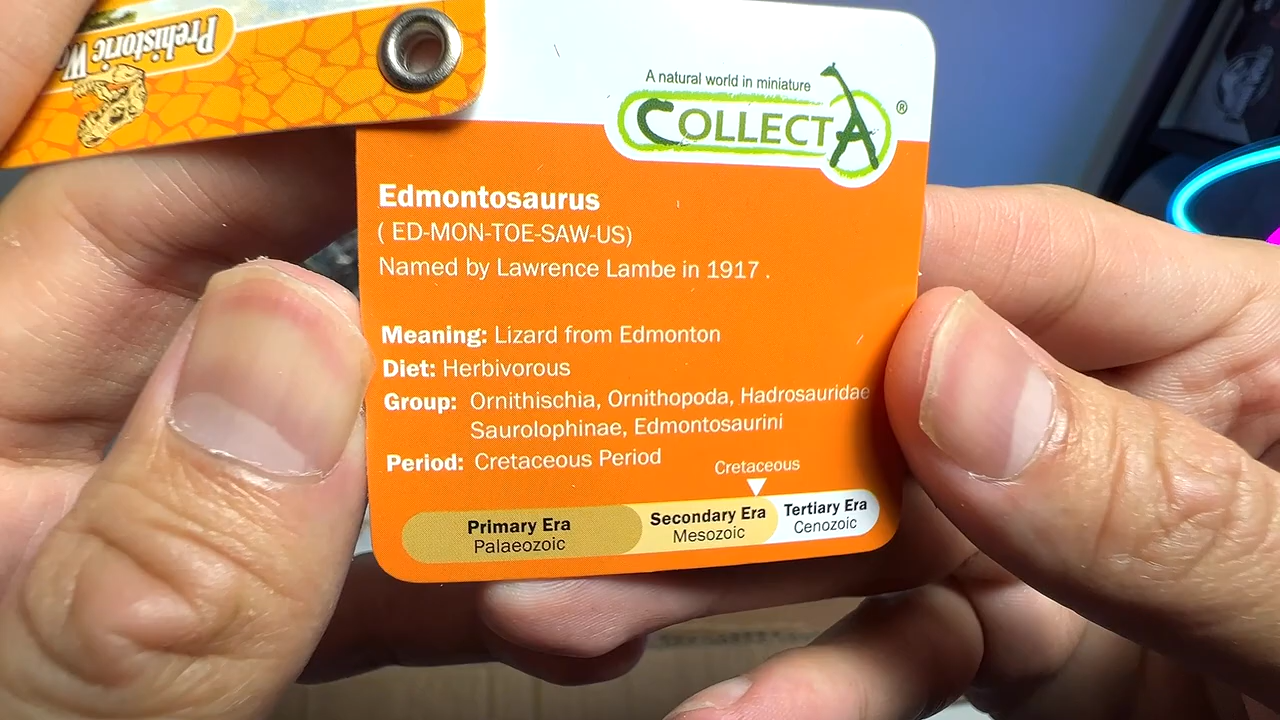 Prehistoric
A natural world in miniature
COLLECTA®
Edmontosaurus
( ED-MON-TOE-SAW-US)
Named by Lawrence Lambe in 1917 .
Meaning: Lizard from Edmonton
Diet: Herbivorous
Group: Ornithischia, Ornithopoda, Hadrosauridae
Saurolophinae, Edmontosaurini
Period: Cretaceous Period
Cretaceous
Primary Era
Palaeozoic
Secondary Era
Mesozoic
Tertiary Era
Cenozoic